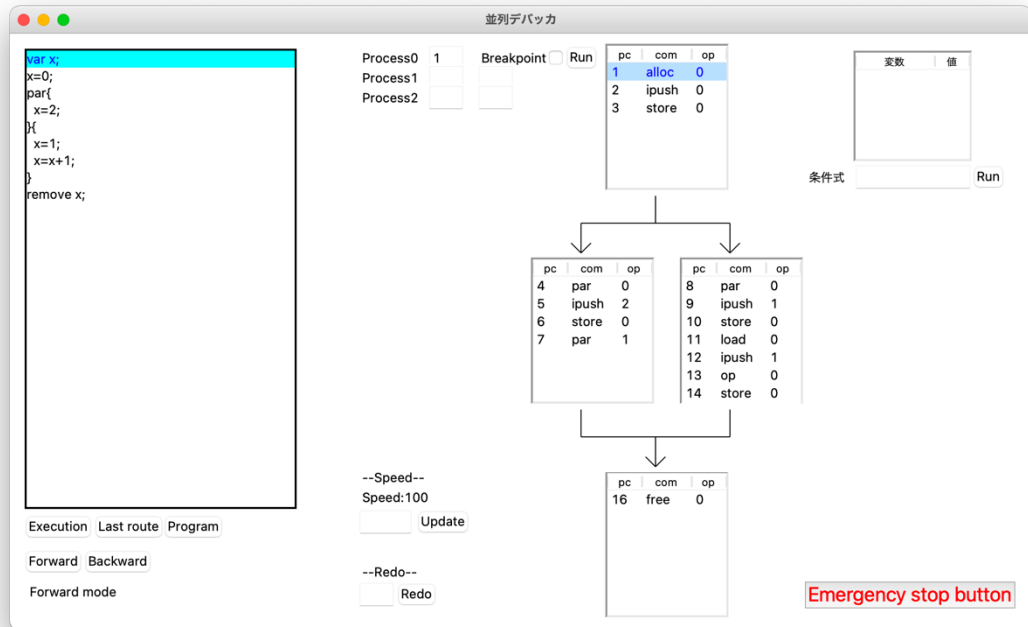 並列デバッカ
var x;
x=0;
par{
x=2;
}{
x=1;
x=x+1;
}
remove x;
Execution Last route Program
Forward Backward
Forward mode
Process0 1 Breakpoint Run
Process1
Process2
pc com op
1 alloc 0
2 ipush 0
3 store 0
変数 値
条件式 Run
pc com op
4 par 0
5 ipush 2
6 store 0
7 par 1
pc com op
8 par 0
9 ipush 1
10 store 0
11 load 0
12 ipush 1
13 op 0
14 store 0
--Speed--
Speed:100
Update
--Redo--
Redo
pc com op
16 free 0
Emergency stop button